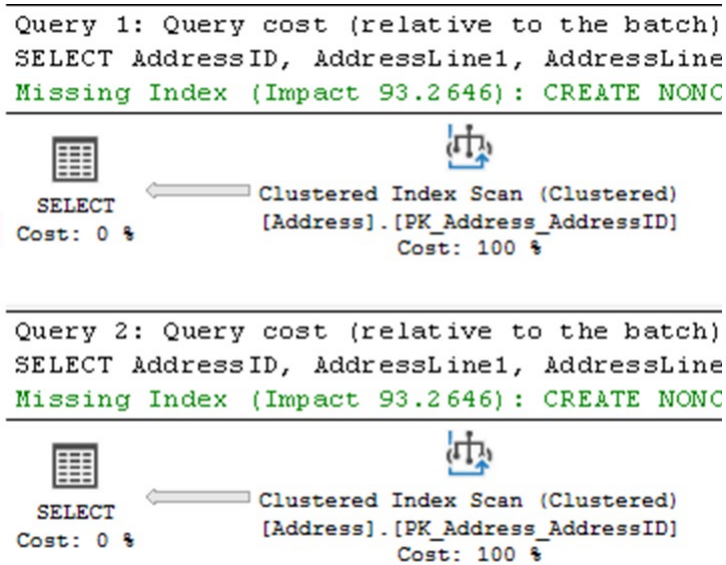 Query 1: Query cost (relative to the batch)
SELECT AddressID, AddressLine1, AddressLine
Missing Index (Impact 93.2646): CREATE NONC
SELECT
Cost: 0 %
Clustered Index Scan (Clustered)
[Address].[PK_Address_AddressID]
Cost: 100 %
Query 2: Query cost (relative to the batch)
SELECT AddressID, AddressLine1, AddressLine
Missing Index (Impact 93.2646): CREATE NONC
SELECT
Cost: 0 %
Clustered Index Scan (Clustered)
[Address].[PK_Address_AddressID]
Cost: 100 %